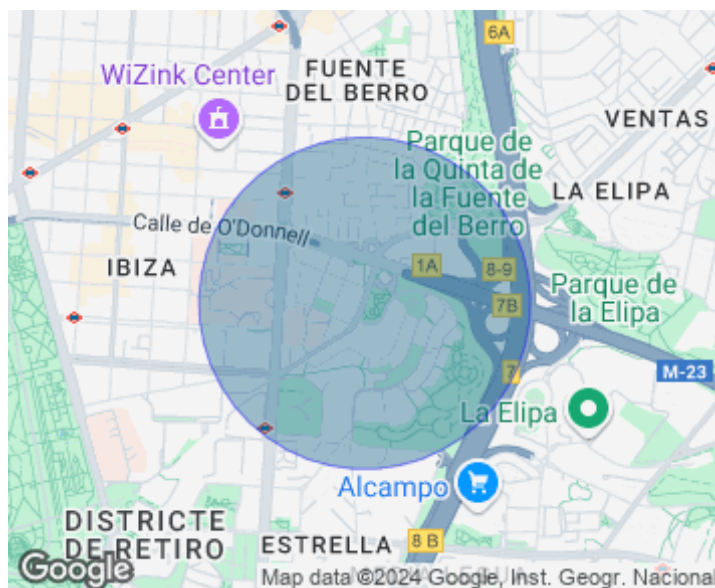 6A
WiZink Center
FUENTE
DEL BERRO
VENTAS
Parque de
la Quinta de
la Fuente
del Berro
LA ELIPA
Calle de O'Donnell
IBIZA
1A
8-9
7B
Parque de
la Elipa
7
M-23
La Elipa
Alcampo
DISTRICTE
DE RETIRO
ESTRELLA
8 B
Google
Map data ©2024 Google, Inst. Geogr. Nacional